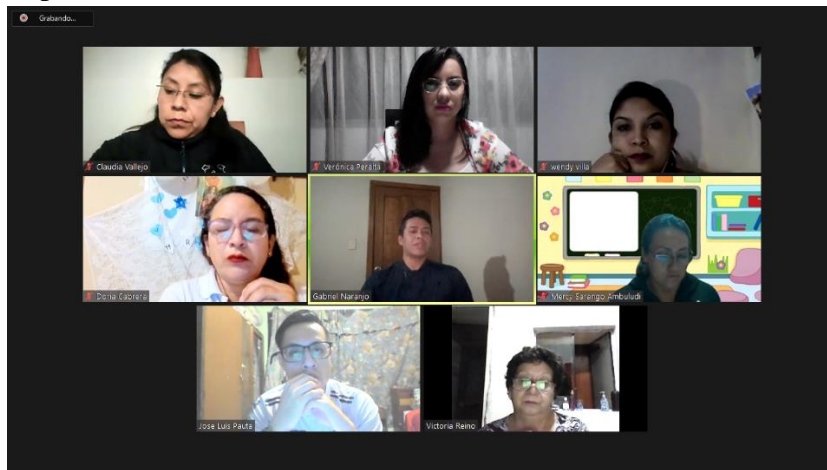 Grabando...
Claudia Vallejo
Verónica Peralta
wendy villa
Doria Cabrera
Gabriel Naranjo
Mercy Sarango Ambuludi
Jose Luis Pauta
Victoria Reino